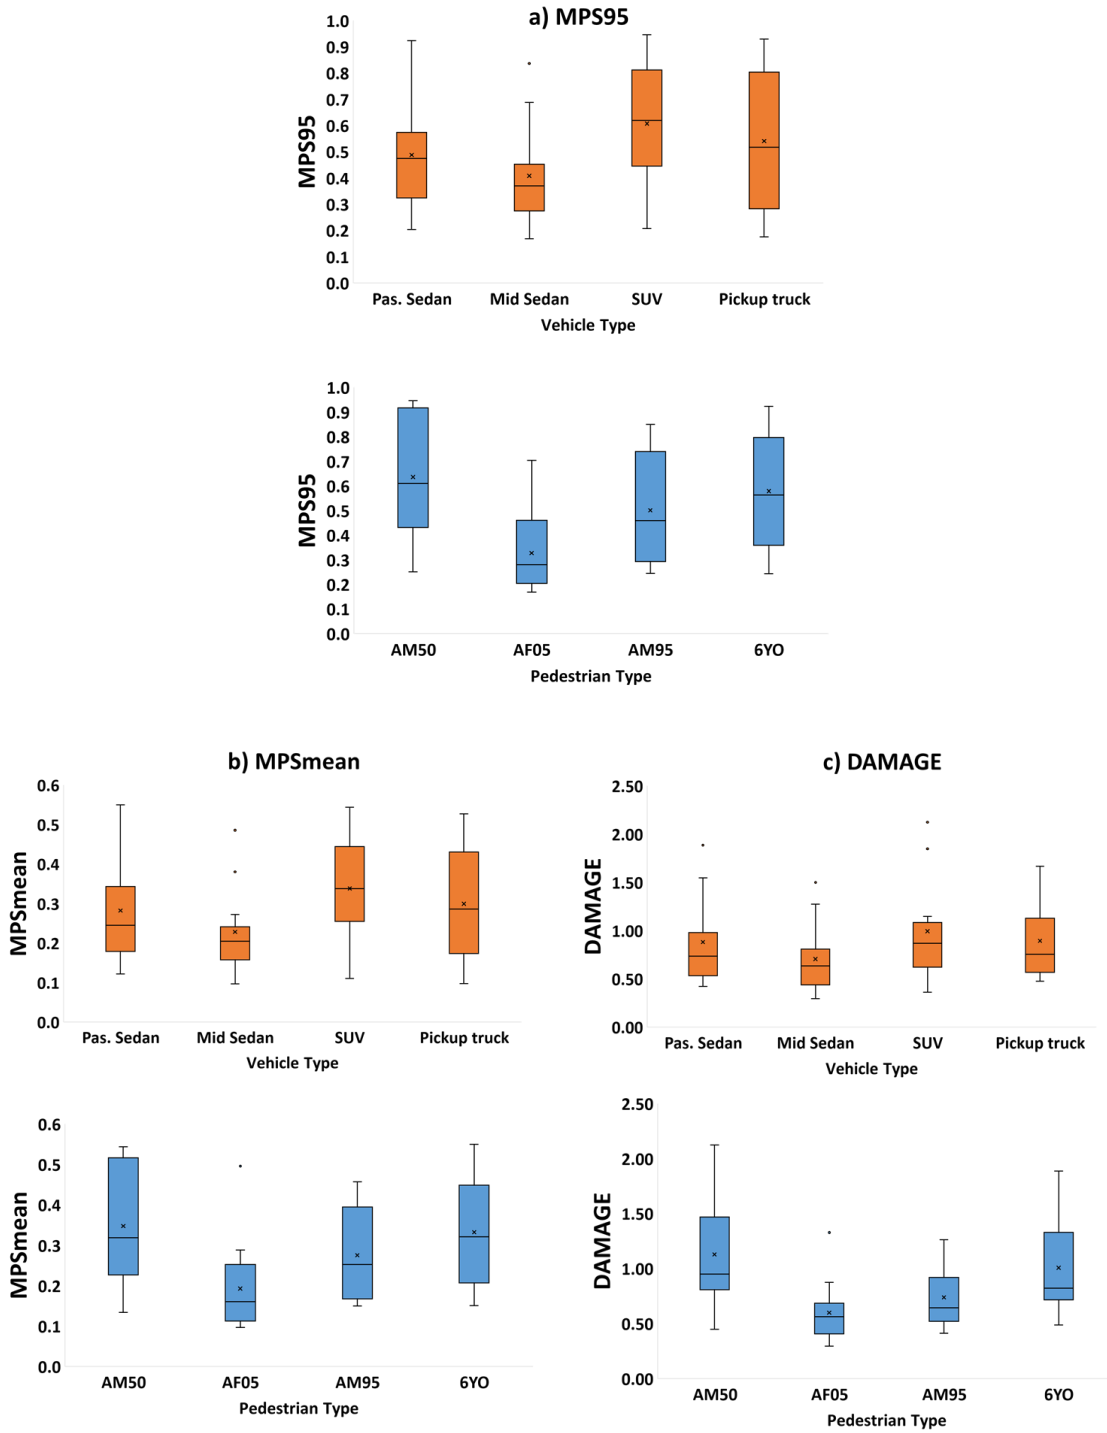 a) MPS95
1.0
0.9
0.8
0.7
0.6
0.5
0.4
0.3
0.2
0.1
0.0
MPS95
Pas. Sedan Mid Sedan SUV Pickup truck
Vehicle Type
1.0
0.9
0.8
0.7
0.6
0.5
0.4
0.3
0.2
0.1
0.0
MPS95
AM50 AF05 AM95 6YO
Pedestrian Type
b) MPSmean
0.6
0.5
0.4
0.3
0.2
0.1
0.0
MPSmean
Pas. Sedan Mid Sedan SUV Pickup truck
Vehicle Type
c) DAMAGE
2.50
2.00
1.50
1.00
0.50
0.00
DAMAGE
Pas. Sedan Mid Sedan SUV Pickup truck
Vehicle Type
0.6
0.5
0.4
0.3
0.2
0.1
0.0
MPSmean
AM50 AF05 AM95 6YO
Pedestrian Type
2.50
2.00
1.50
1.00
0.50
0.00
DAMAGE
AM50 AF05 AM95 6YO
Pedestrian Type